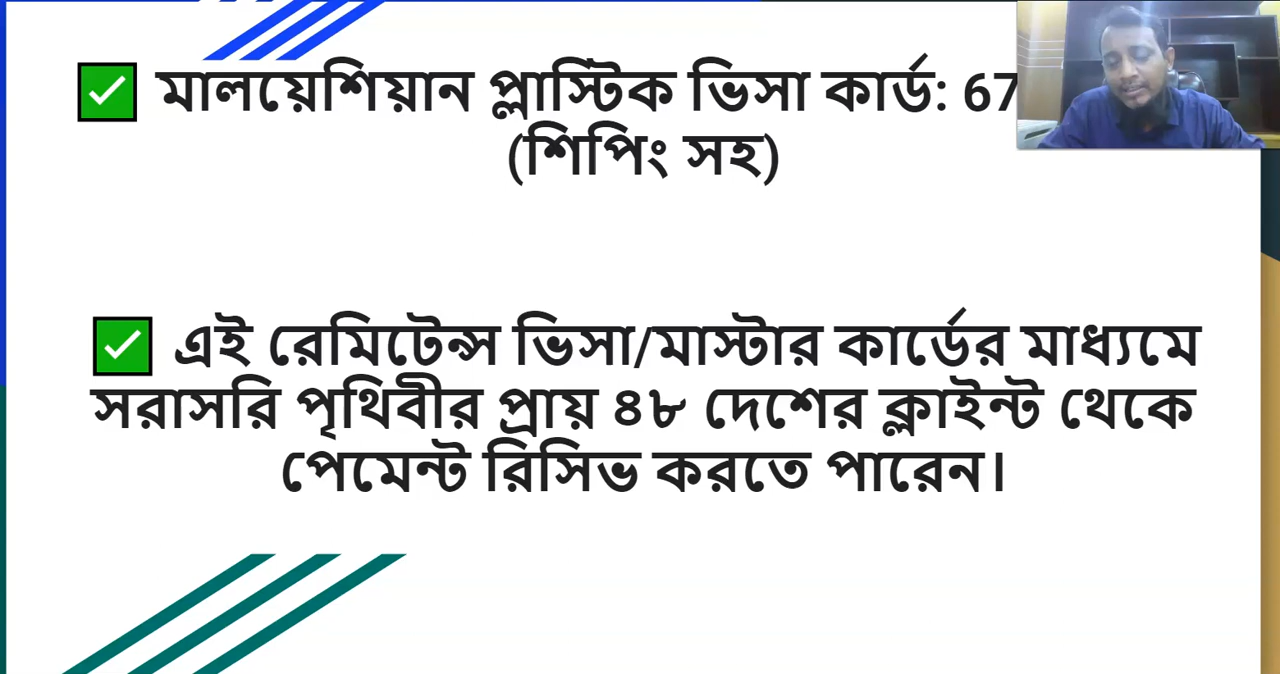 ✅ মালয়েশিয়ান প্লাস্টিক ভিসা কার্ড: 67
(শিপিং সহ)
✅ এই রেমিটেন্স ভিসা/মাস্টার কার্ডের মাধ্যমে
সরাসরি পৃথিবীর প্রায় ৪৮ দেশের ক্লাইন্ট থেকে
পেমেন্ট রিসিভ করতে পারেন।